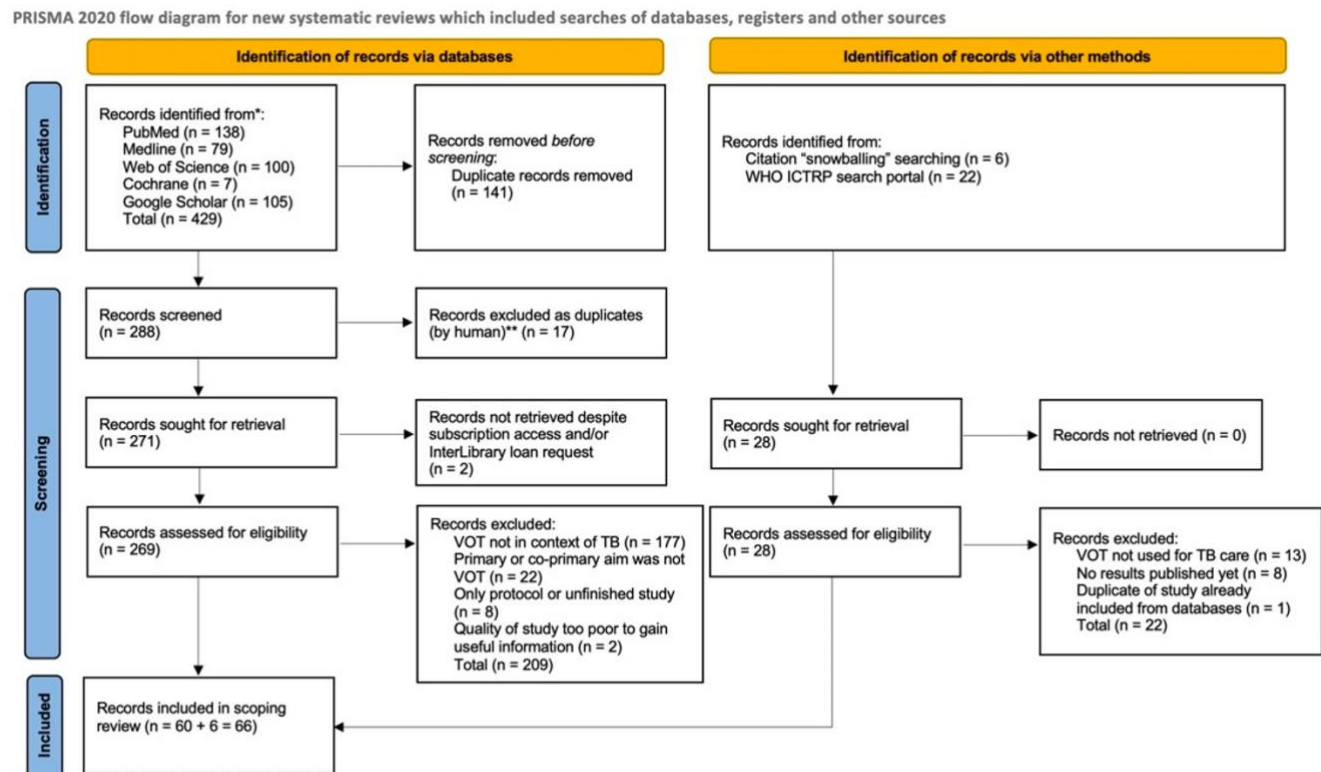 PRISMA 2020 flow diagram for new systematic reviews which included searches of databases, registers and other sources
Identification of records via databases
Identification of records via other methods
Identification
Records identified from*:
PubMed (n = 138)
Medline (n = 79)
Web of Science (n = 100)
Cochrane (n = 7)
Google Scholar (n = 105)
Total (n = 429)
Records removed before
screening:
Duplicate records removed
(n = 141)
Records identified from:
Citation "snowballing" searching (n = 6)
WHO ICTRP search portal (n = 22)
Screening
Records screened
(n = 288)
Records excluded as duplicates
(by human)** (n = 17)
Records sought for retrieval
(n = 271)
Records not retrieved despite
subscription access and/or
InterLibrary loan request
(n = 2)
Records sought for retrieval
(n = 28)
Records not retrieved (n = 0)
Records assessed for eligibility
(n = 269)
Records excluded:
VOT not in context of TB (n = 177)
Primary or co-primary aim was not
VOT (n = 22)
Only protocol or unfinished study
(n = 8)
Quality of study too poor to gain
useful information (n = 2)
Total (n = 209)
Records assessed for eligibility
(n = 28)
Records excluded:
VOT not used for TB care (n = 13)
No results published yet (n = 8)
Duplicate of study already
included from databases (n = 1)
Total (n = 22)
Included
Records included in scoping
review (n = 60 + 6 = 66)